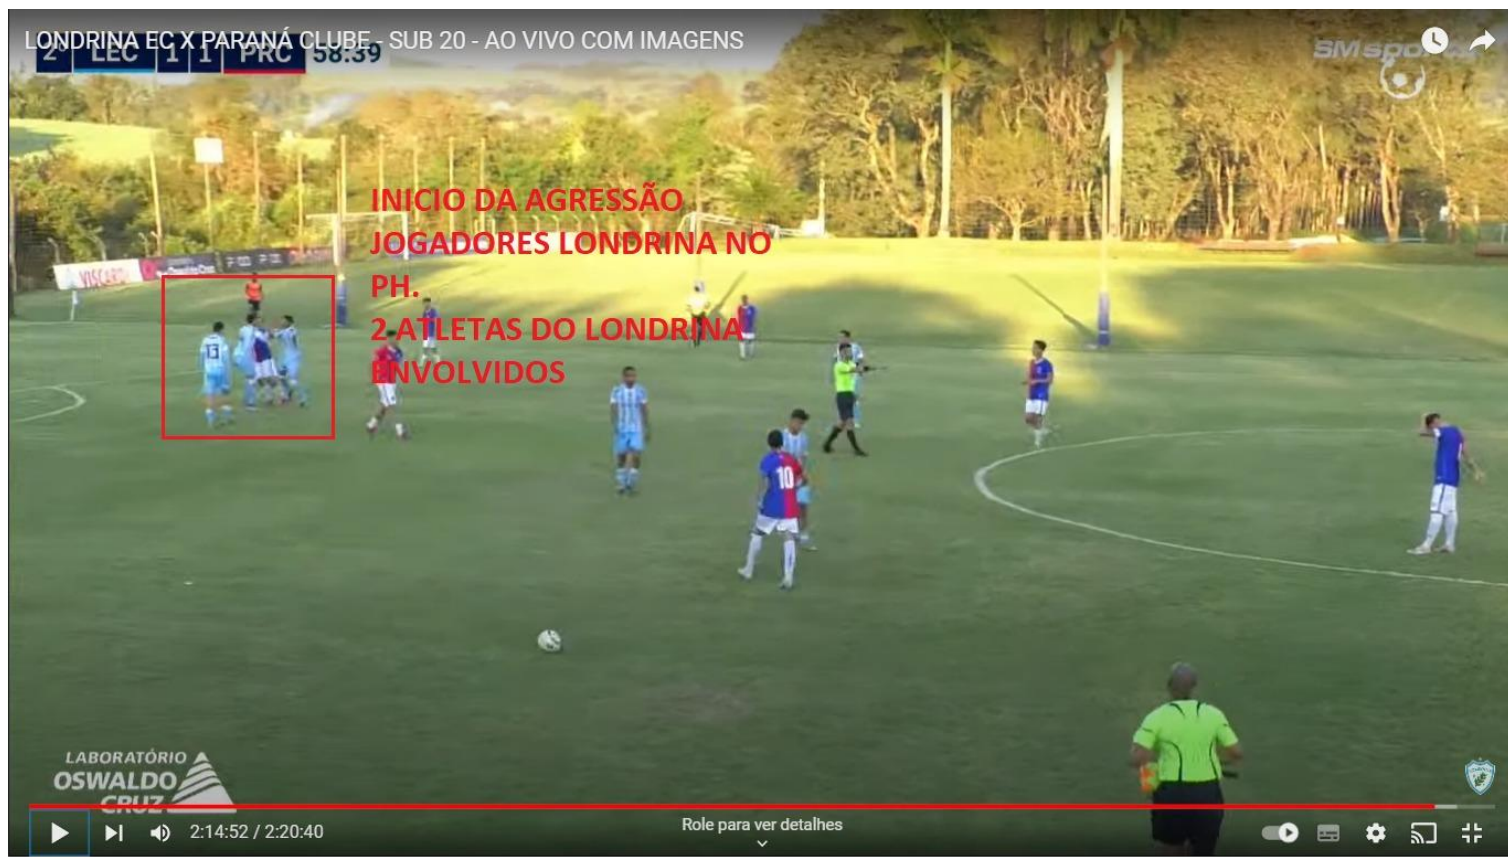 LONDRINA EC X PARANÁ CLUBE - SUB 20 - AO VIVO COM IMAGENS
2º LEC 1 1 PRC 58:39
SMsports
INICIO DA AGRESSÃO
JOGADORES LONDRINA NO
PH.
2 ATLETAS DO LONDRINA
ENVOLVIDOS
VISCARDI
13
10
LABORATÓRIO
OSWALDO
CRUZ
2:14:52 / 2:20:40
Role para ver detalhes